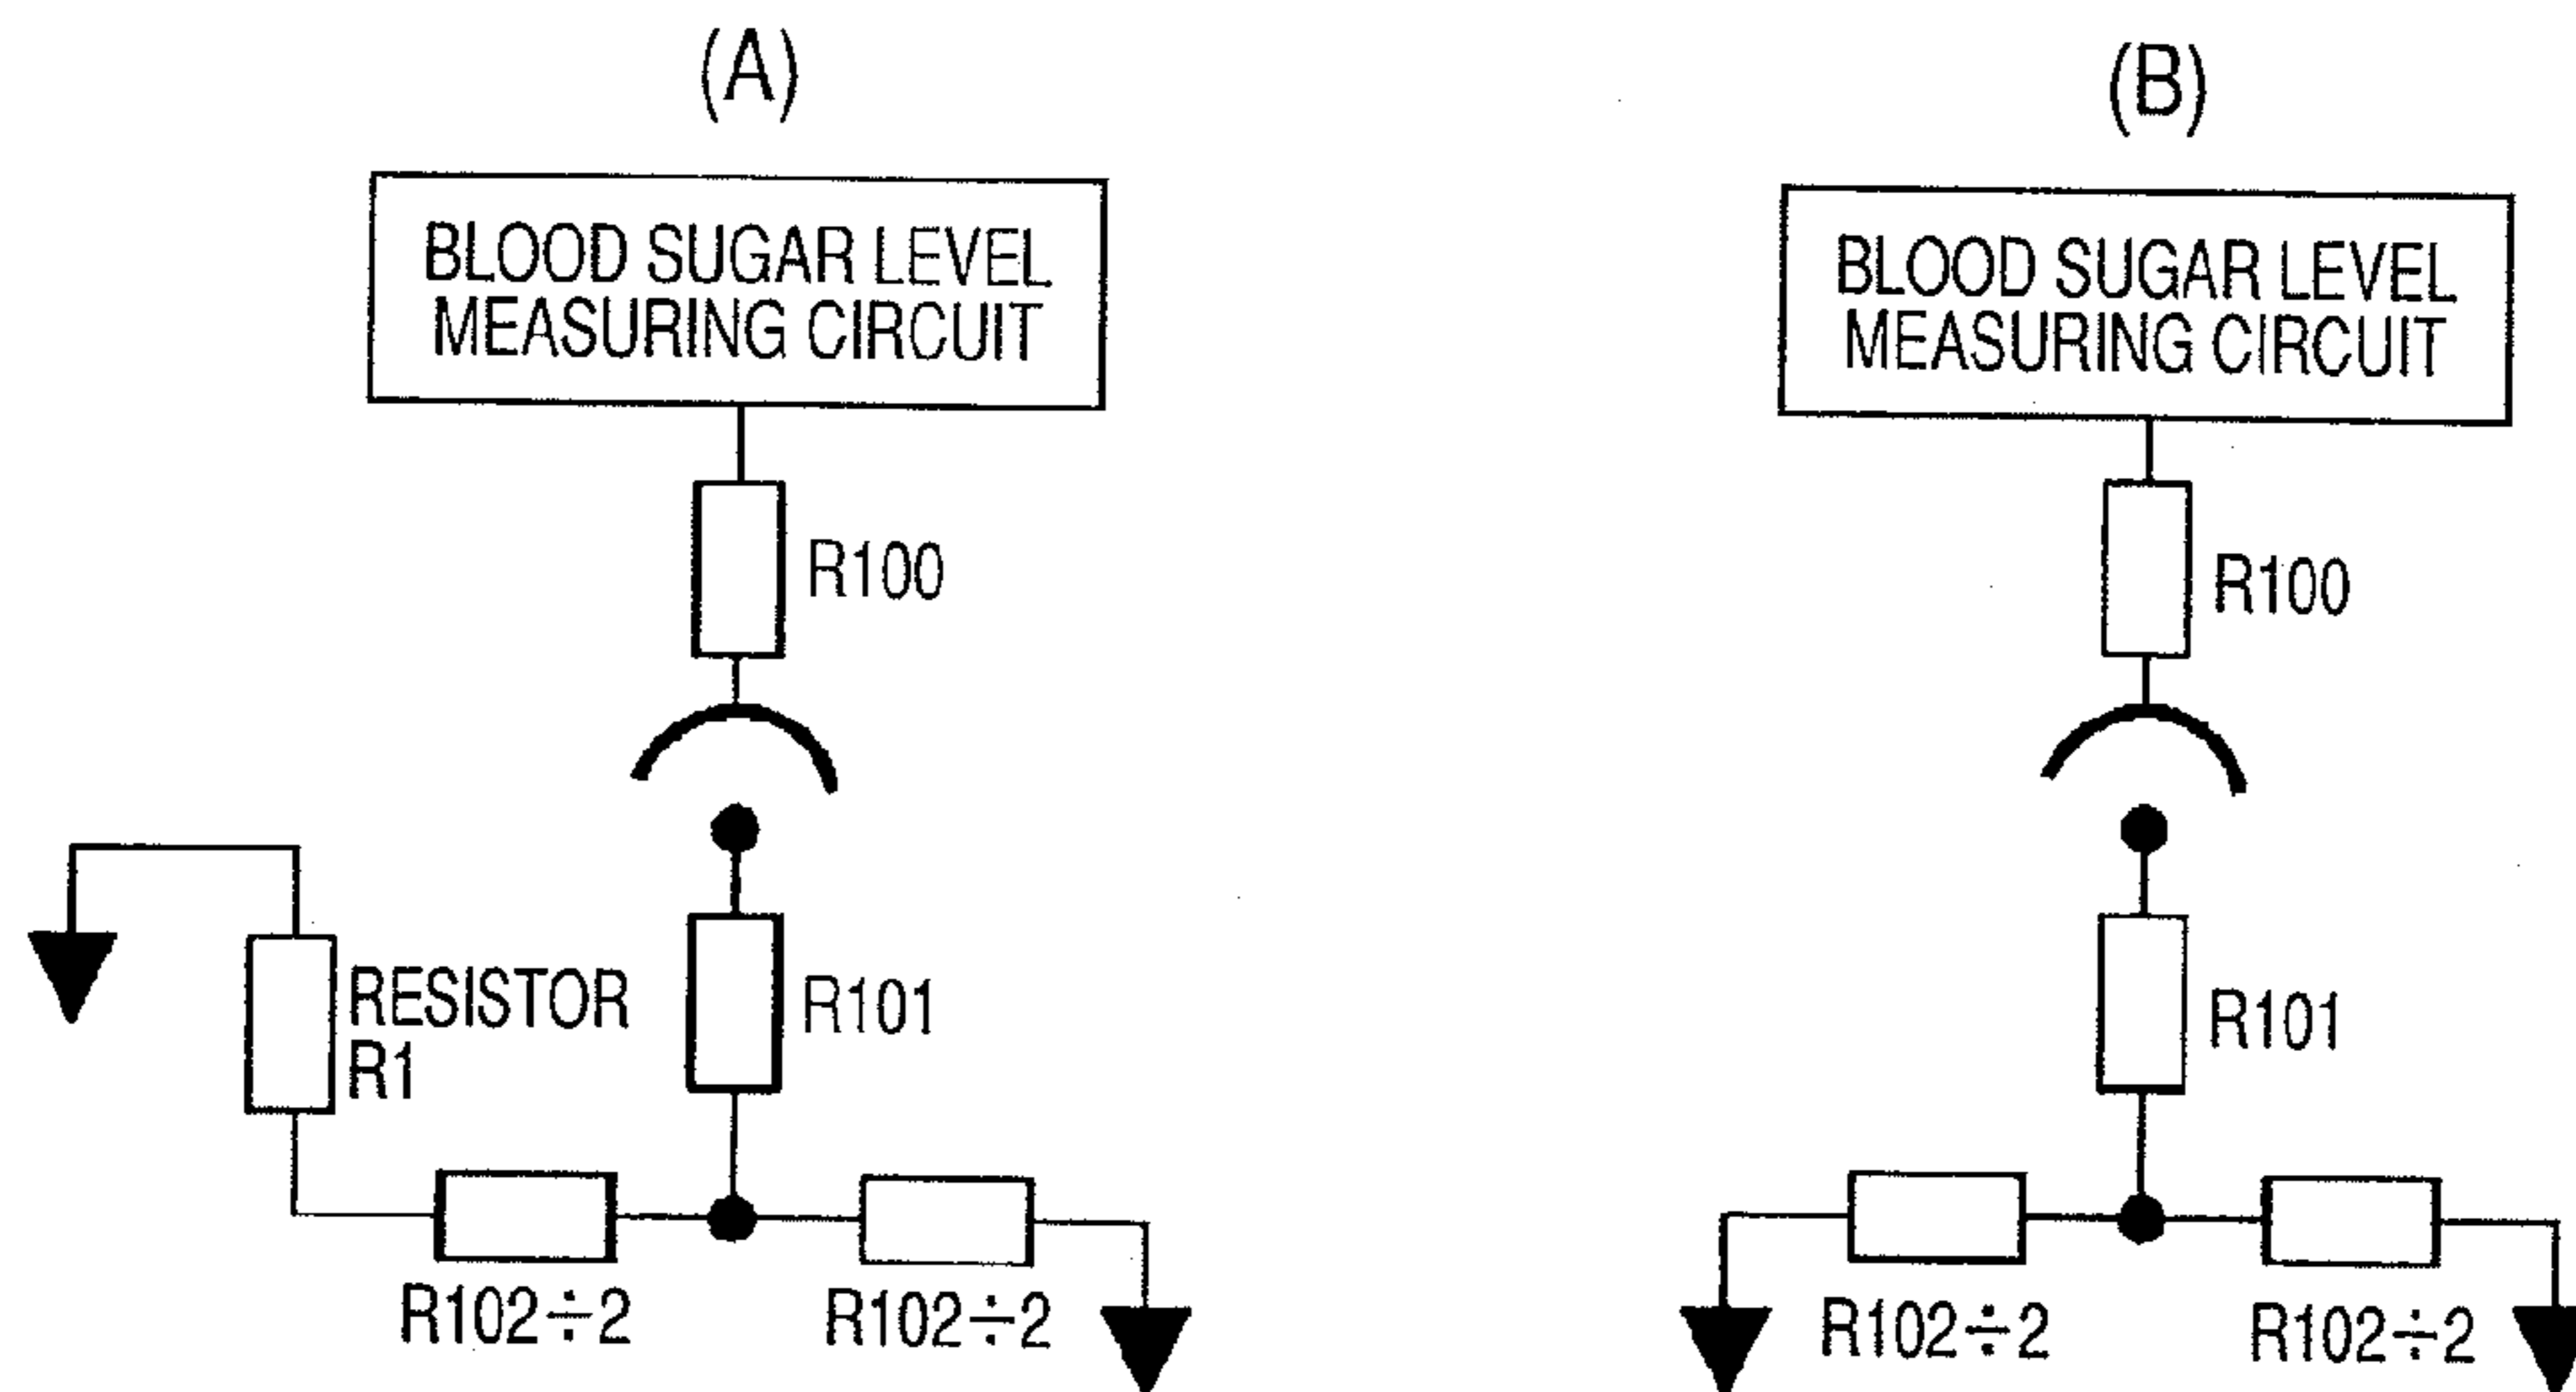 (A)
BLOOD SUGAR LEVEL
MEASURING CIRCUIT
R100
RESISTOR
R1
R101
R102÷2
R102÷2
(B)
BLOOD SUGAR LEVEL
MEASURING CIRCUIT
R100
R101
R102÷2
R102÷2